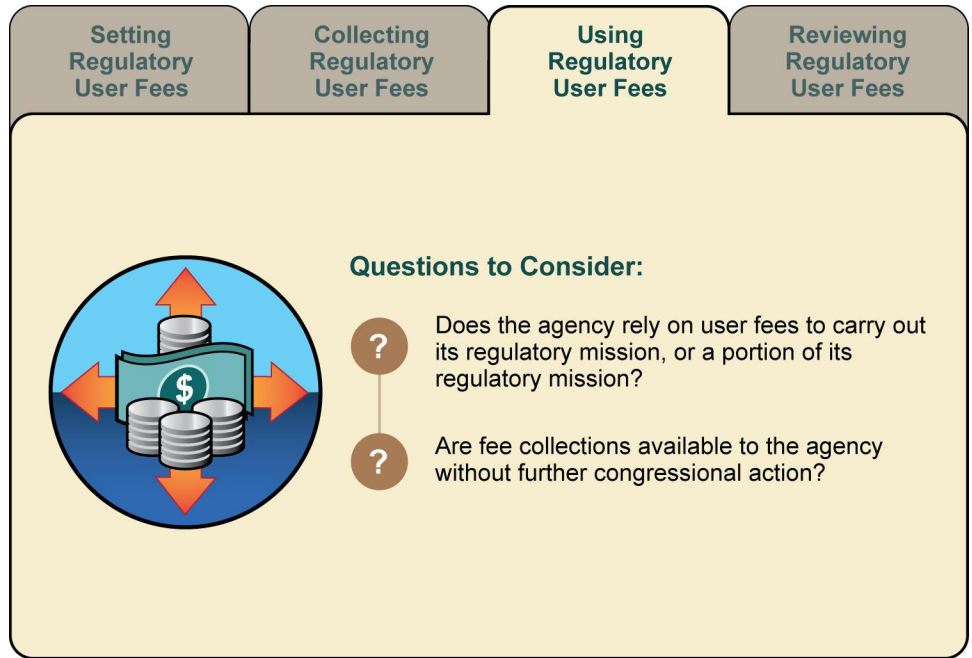 Setting
Regulatory
User Fees
Collecting
Regulatory
User Fees
Using
Regulatory
User Fees
Reviewing
Regulatory
User Fees
Questions to Consider:
? Does the agency rely on user fees to carry out
its regulatory mission, or a portion of its
regulatory mission?
? Are fee collections available to the agency
without further congressional action?
$